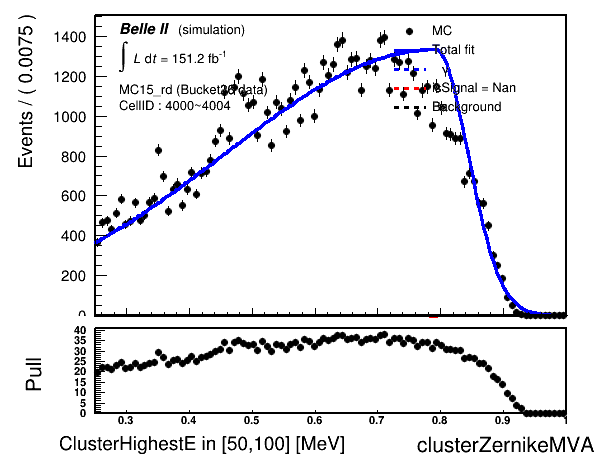 Belle II (simulation)
∫ L dt = 151.2 fb⁻¹
MC15_rd (Bucket26 data)
CellID : 4000~4004
MC
Total fit
γ
Signal = Nan
Background
Events / ( 0.0075 )
1400
1200
1000
800
600
400
200
0
Pull
40
35
30
25
20
15
10
5
0
0.3 0.4 0.5 0.6 0.7 0.8 0.9 1
ClusterHighestE in [50,100] [MeV] clusterZernikeMVA